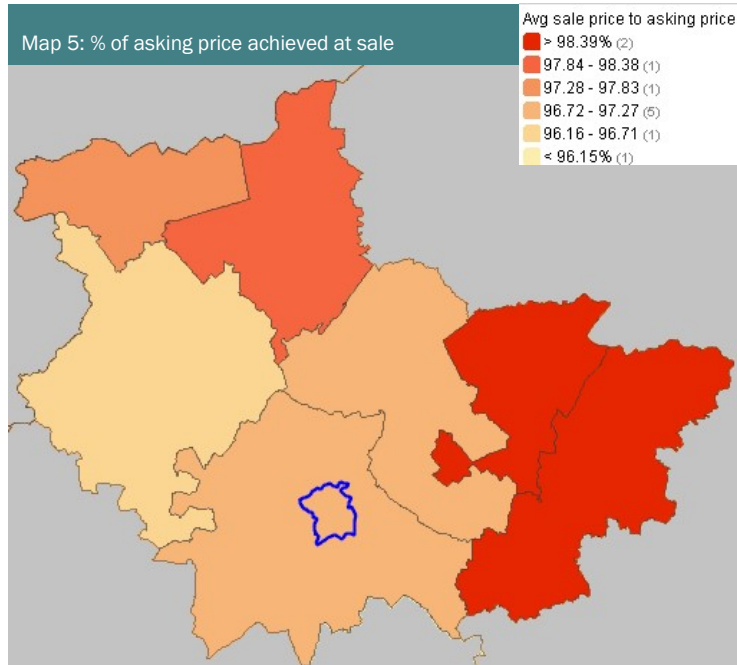 Map 5: % of asking price achieved at sale
Avg sale price to asking price
> 98.39% (2)
97.84 - 98.38 (1)
97.28 - 97.83 (1)
96.72 - 97.27 (5)
96.16 - 96.71 (1)
< 96.15% (1)